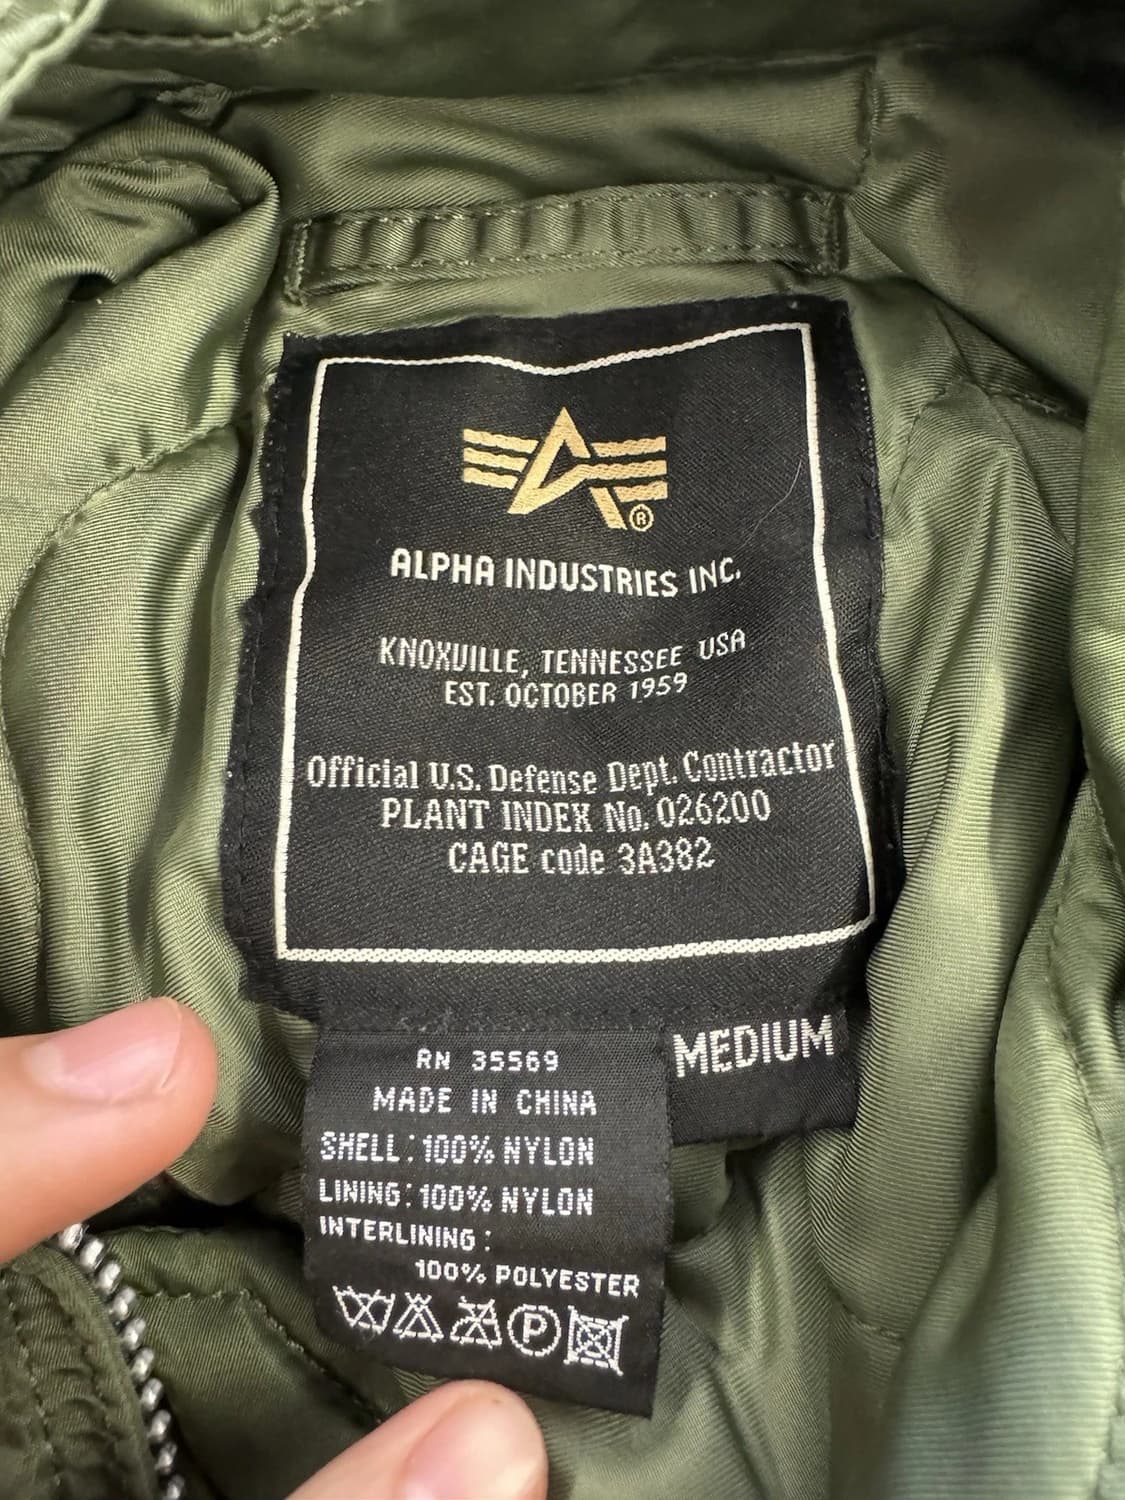 ®
ALPHA INDUSTRIES INC.
KNOXVILLE, TENNESSEE USA
EST. OCTOBER 1959
Official U.S. Defense Dept. Contractor
PLANT INDEX No. 026200
CAGE code 3A382
MEDIUM
RN 35569
MADE IN CHINA
SHELL: 100% NYLON
LINING: 100% NYLON
INTERLINING:
100% POLYESTER
P